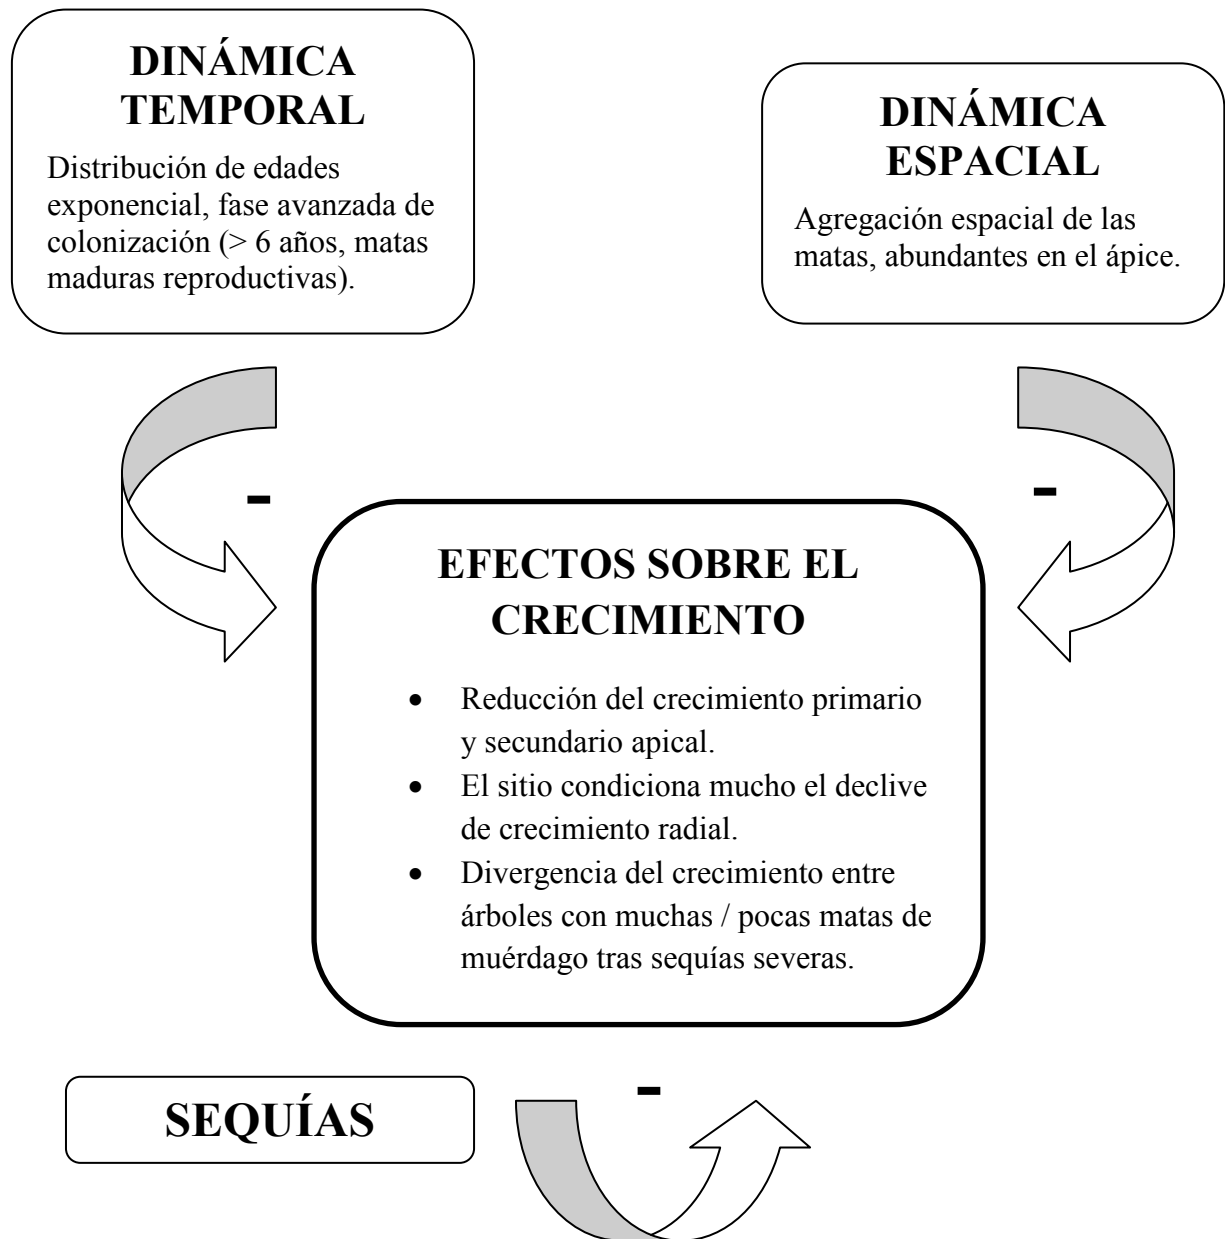 DINÁMICA
TEMPORAL
Distribución de edades
exponencial, fase avanzada de
colonización (> 6 años, matas
maduras reproductivas).
DINÁMICA
ESPACIAL
Agregación espacial de las
matas, abundantes en el ápice.
-
-
EFECTOS SOBRE EL
CRECIMIENTO
• Reducción del crecimiento primario
y secundario apical.
• El sitio condiciona mucho el declive
de crecimiento radial.
• Divergencia del crecimiento entre
árboles con muchas / pocas matas de
muérdago tras sequías severas.
-
SEQUÍAS